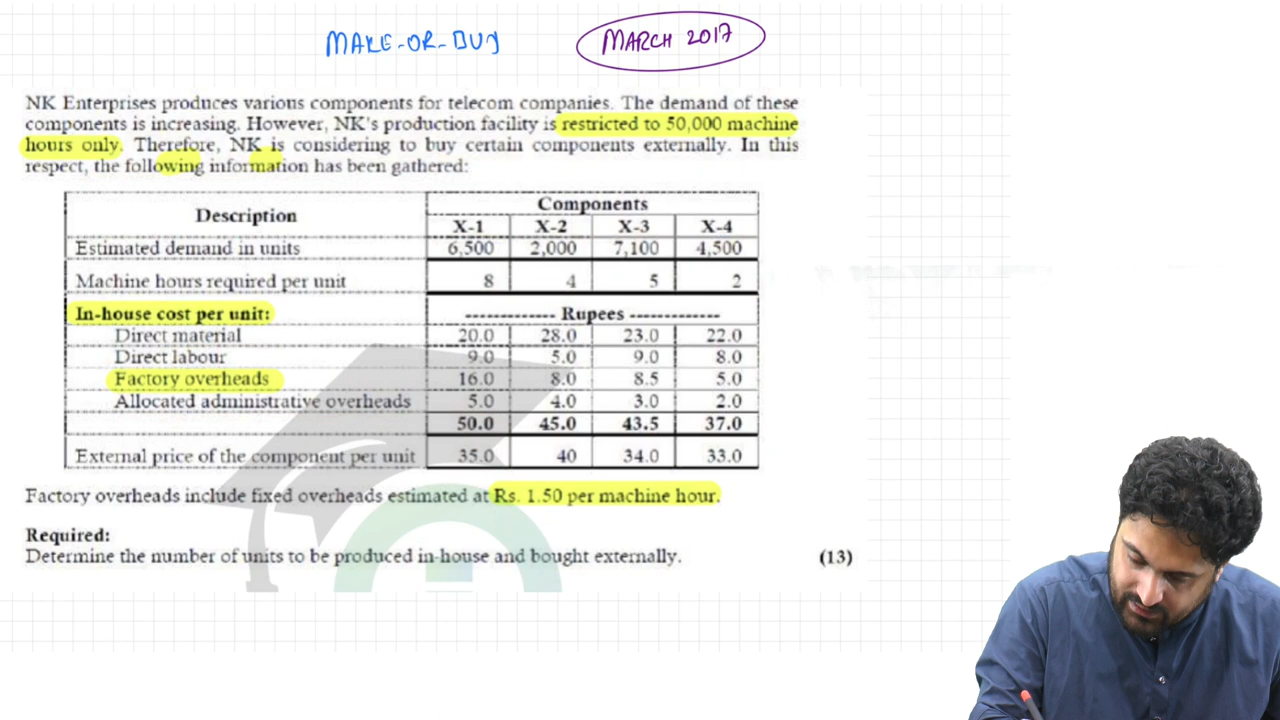 MAKE-OR-BUY
MARCH 2017
NK Enterprises produces various components for telecom companies. The demand of these
components is increasing. However, NK's production facility is restricted to 50,000 machine
hours only. Therefore, NK is considering to buy certain components externally. In this
respect, the following information has been gathered:
Description Components
X-1 X-2 X-3 X-4
Estimated demand in units 6,500 2,000 7,100 4,500
Machine hours required per unit 8 4 5 2
In-house cost per unit: ------------- Rupees -------------
Direct material 20.0 28.0 23.0 22.0
Direct labour 9.0 5.0 9.0 8.0
Factory overheads 16.0 8.0 8.5 5.0
Allocated administrative overheads 5.0 4.0 3.0 2.0
50.0 45.0 43.5 37.0
External price of the component per unit 35.0 40 34.0 33.0
Factory overheads include fixed overheads estimated at Rs. 1.50 per machine hour.
Required:
Determine the number of units to be produced in-house and bought externally. (13)